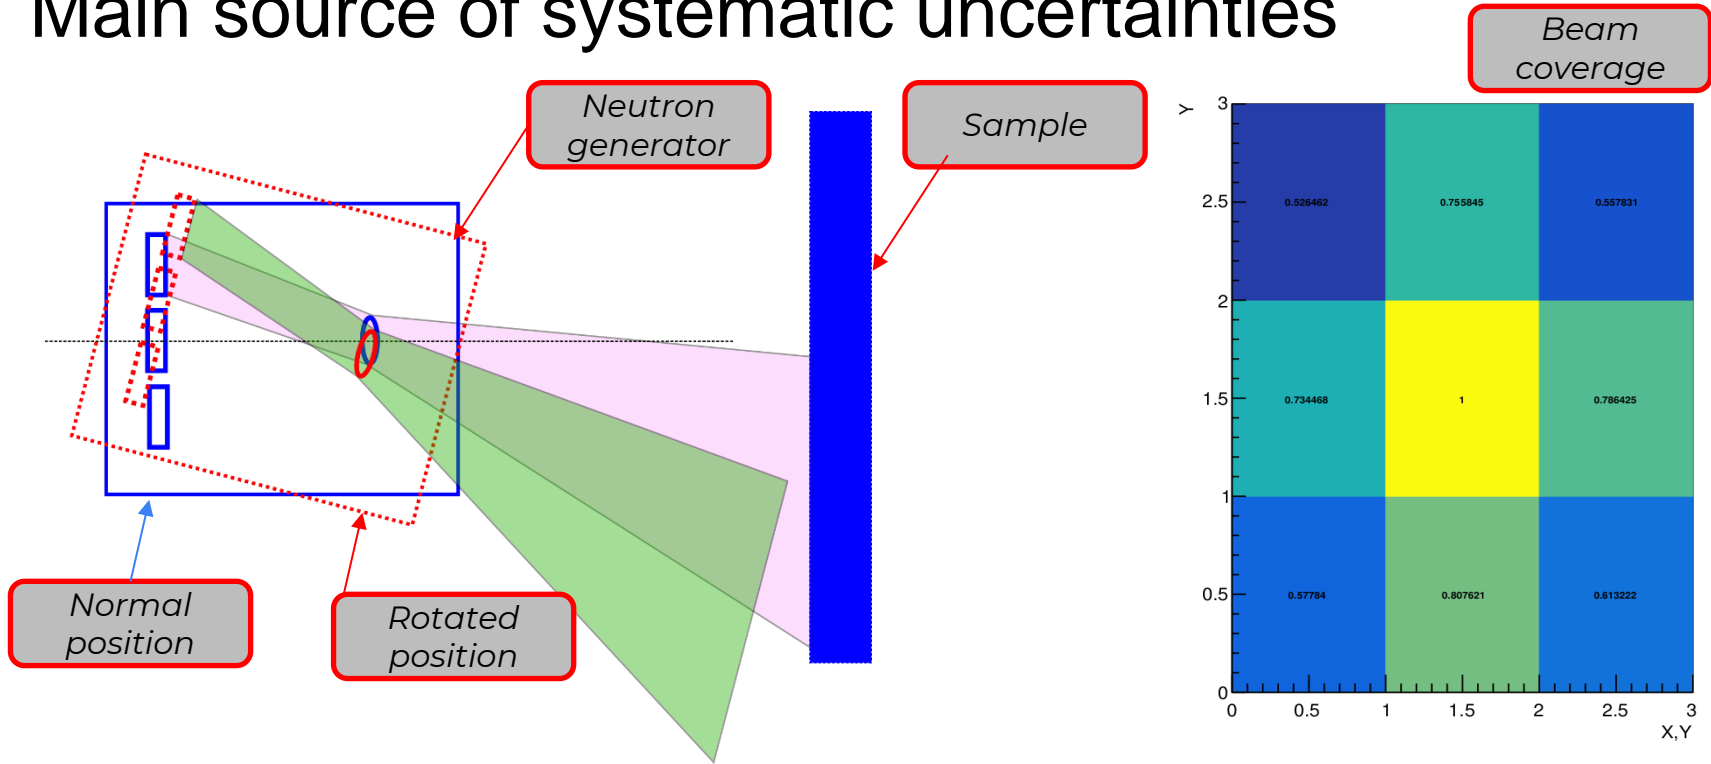 Main source of systematic uncertainties
Beam
coverage
Neutron
generator
Sample
Normal
position
Rotated
position
Y
3
2.5
2
1.5
1
0.5
0
0.526462
0.755845
0.557831
0.734468
1
0.786425
0.57784
0.807621
0.613222
0
0.5
1
1.5
2
2.5
3
X,Y